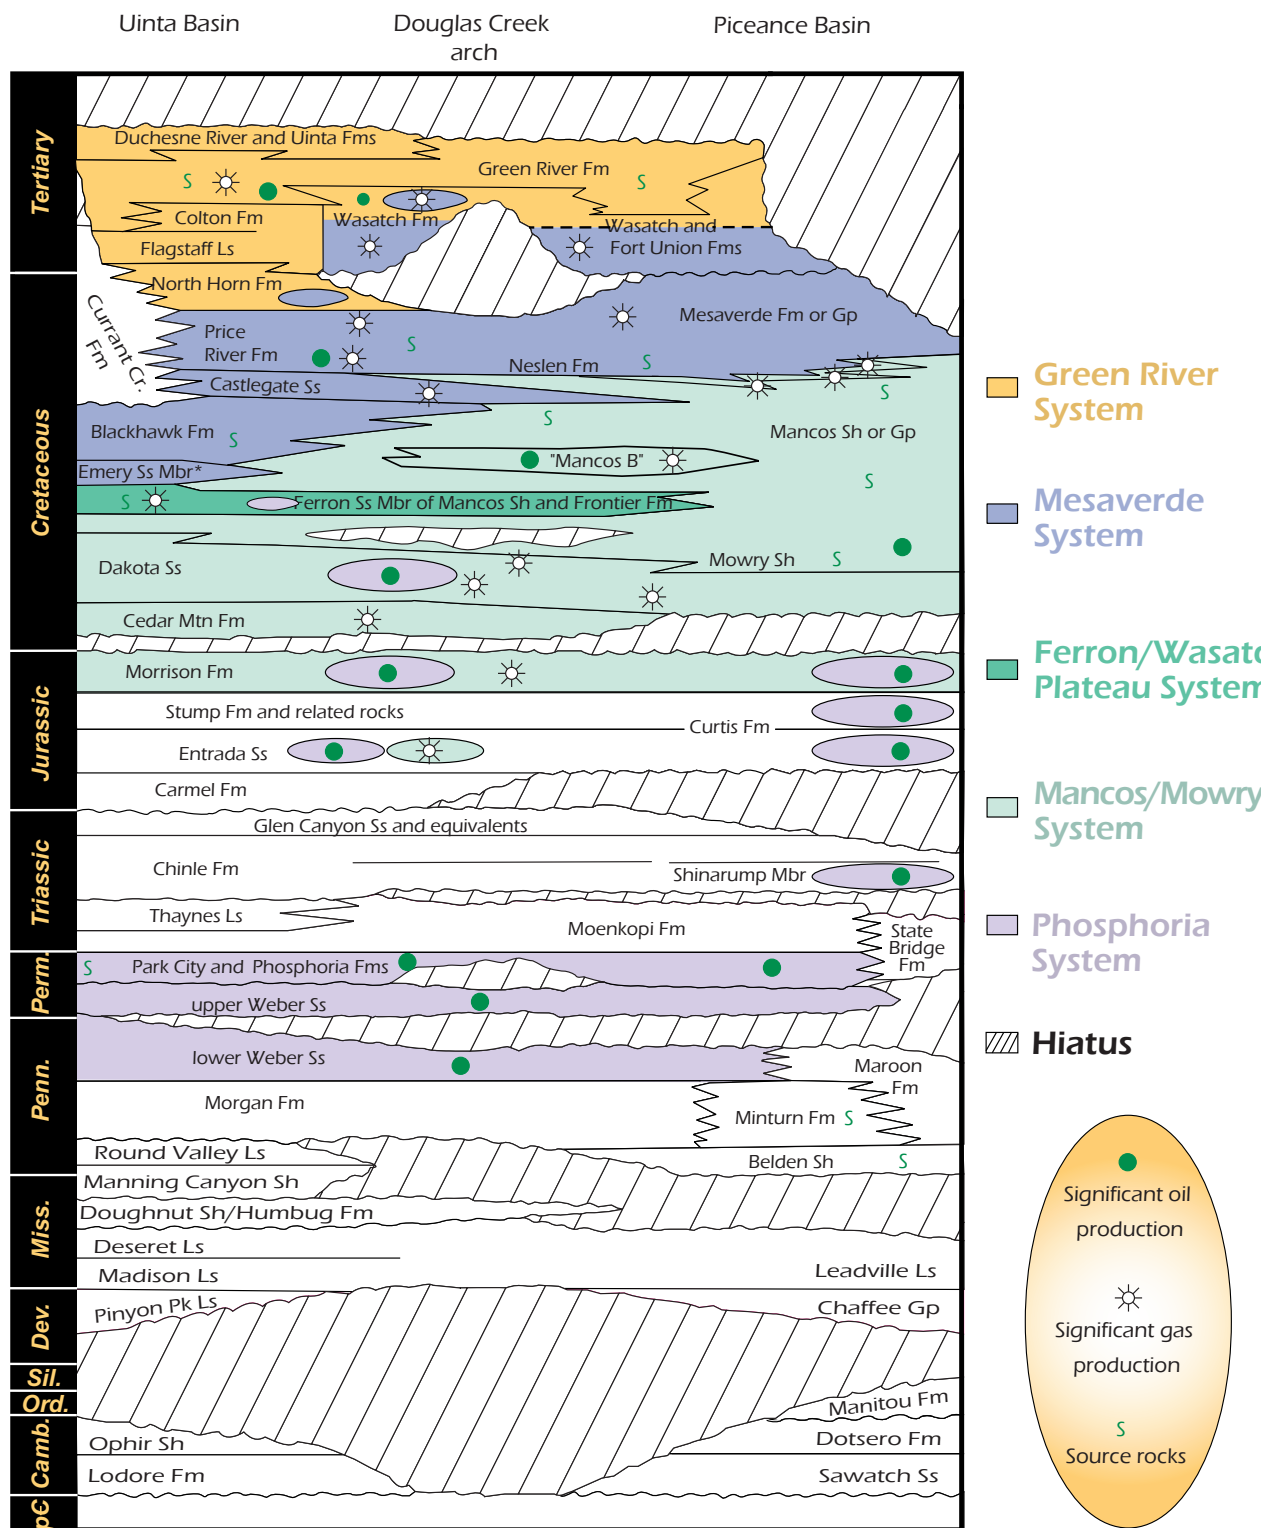 Uinta Basin
Douglas Creek
arch
Piceance Basin
Tertiary
Cretaceous
Jurassic
Triassic
Perm.
Penn.
Miss.
Dev.
Sil.
Ord.
Camb.
p€
Duchesne River and Uinta Fms
S
Green River Fm
S
Colton Fm
Wasatch Fm
Wasatch and
Fort Union Fms
Flagstaff Ls
North Horn Fm
Currant Cr.
Fm
Price
River Fm
S
Mesaverde Fm or Gp
Neslen Fm
S
Castlegate Ss
S
S
Blackhawk Fm
S
Mancos Sh or Gp
Emery Ss Mbr*
"Mancos B"
S
S
Ferron Ss Mbr of Mancos Sh and Frontier Fm
Dakota Ss
Mowry Sh
S
Cedar Mtn Fm
Morrison Fm
Stump Fm and related rocks
Curtis Fm
Entrada Ss
Carmel Fm
Glen Canyon Ss and equivalents
Chinle Fm
Shinarump Mbr
Thaynes Ls
Moenkopi Fm
State
Bridge
Fm
S
Park City and Phosphoria Fms
upper Weber Ss
lower Weber Ss
Maroon
Fm
Morgan Fm
Minturn Fm
S
Round Valley Ls
Belden Sh
S
Manning Canyon Sh
Doughnut Sh/Humbug Fm
Deseret Ls
Madison Ls
Leadville Ls
Pinyon Pk Ls
Chaffee Gp
Manitou Fm
Ophir Sh
Dotsero Fm
Lodore Fm
Sawatch Ss
Green River
System
Mesaverde
System
Ferron/Wasatc
Plateau System
Mancos/Mowry
System
Phosphoria
System
Hiatus
Significant oil
production
Significant gas
production
S
Source rocks